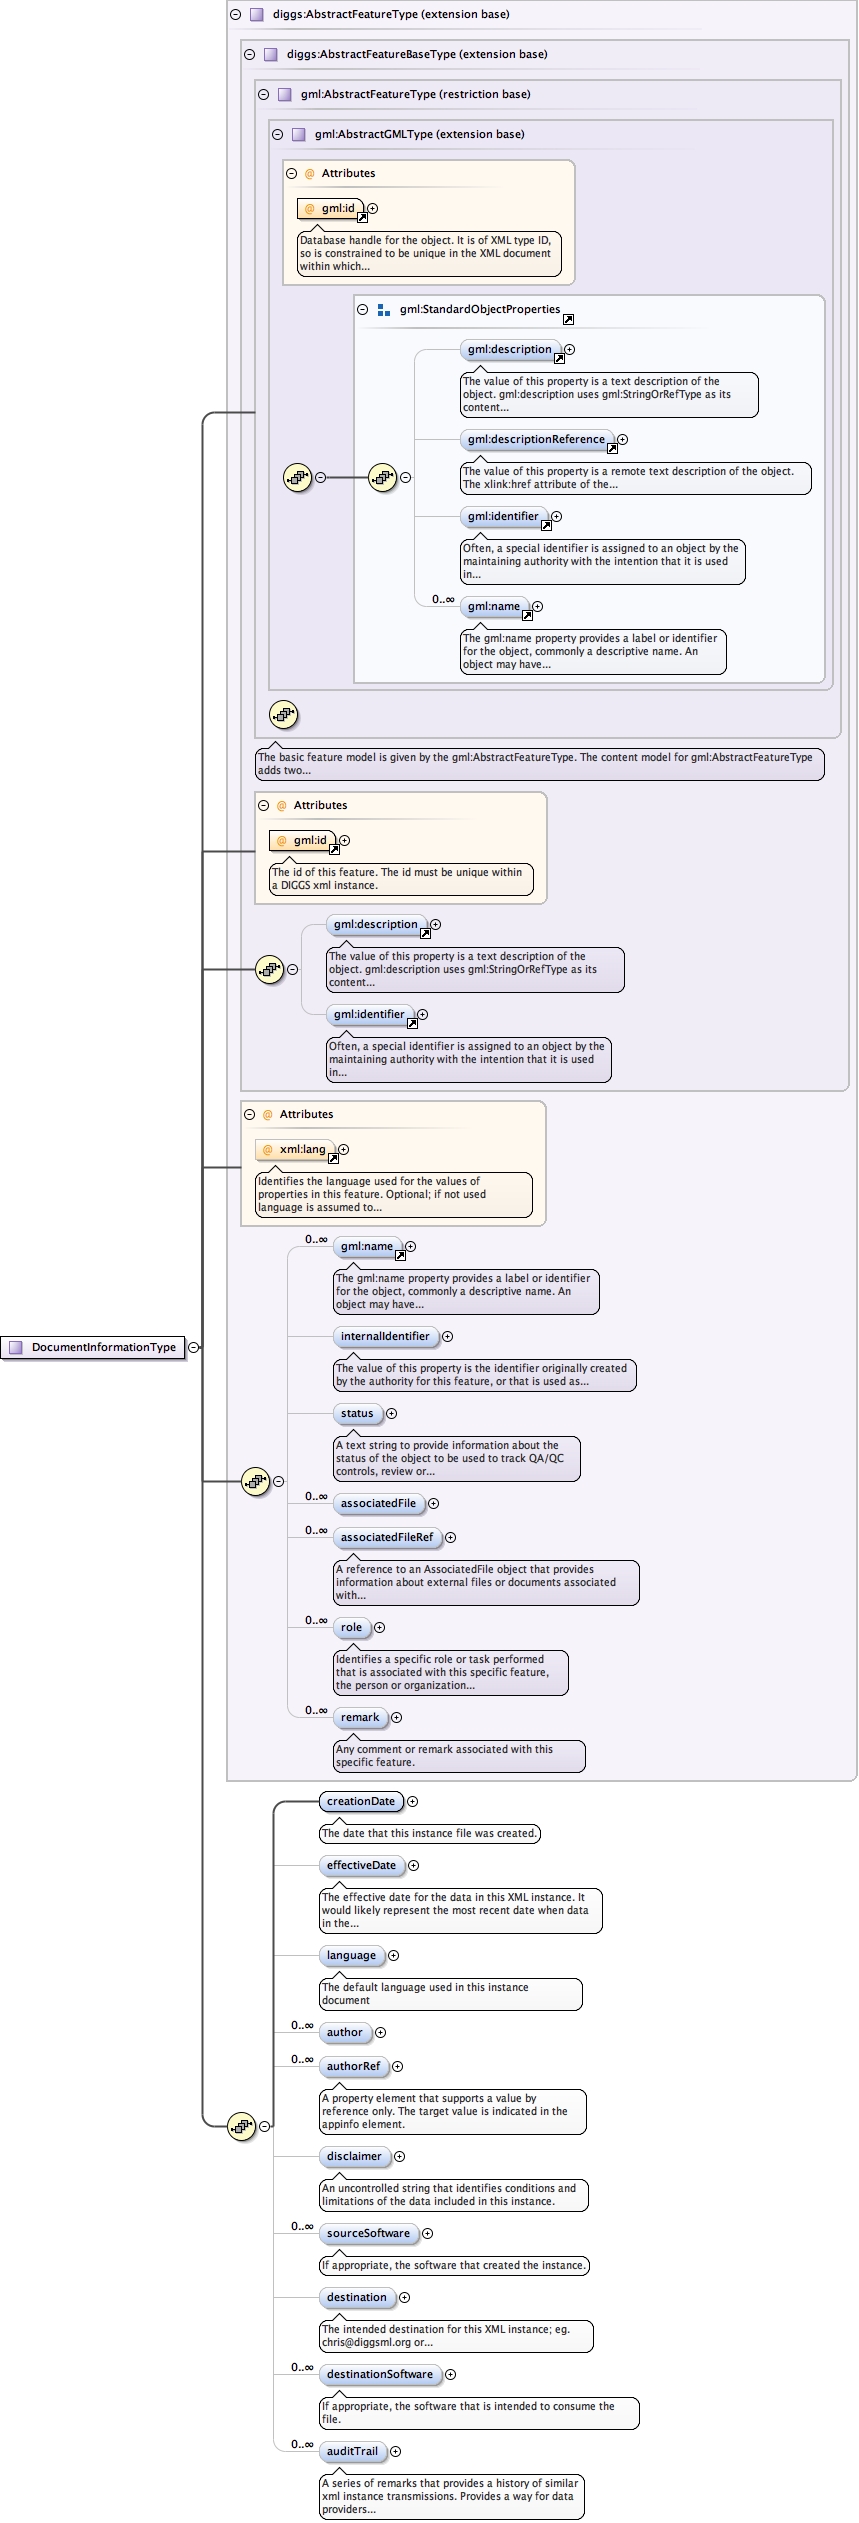 diggs:AbstractFeatureType (extension base)
diggs:AbstractFeatureBaseType (extension base)
gml:AbstractFeatureType (restriction base)
gml:AbstractGMLType (extension base)
@ Attributes
@ gml:id
Database handle for the object. It is of XML type ID,
so is constrained to be unique in the XML document
within which...
gml:StandardObjectProperties
gml:description
The value of this property is a text description of the
object. gml:description uses gml:StringOrRefType as its
content...
gml:descriptionReference
The value of this property is a remote text description of the object.
The xlink:href attribute of the...
gml:identifier
Often, a special identifier is assigned to an object by the
maintaining authority with the intention that it is used
in...
0..∞
gml:name
The gml:name property provides a label or identifier
for the object, commonly a descriptive name. An
object may have...
The basic feature model is given by the gml:AbstractFeatureType. The content model for gml:AbstractFeatureType
adds two...
@ Attributes
@ gml:id
The id of this feature. The id must be unique within
a DIGGS xml instance.
gml:description
The value of this property is a text description of the
object. gml:description uses gml:StringOrRefType as its
content...
gml:identifier
Often, a special identifier is assigned to an object by the
maintaining authority with the intention that it is used
in...
@ Attributes
@ xml:lang
Identifies the language used for the values of
properties in this feature. Optional; if not used
language is assumed to...
0..∞
gml:name
The gml:name property provides a label or identifier
for the object, commonly a descriptive name. An
object may have...
DocumentInformationType
internalIdentifier
The value of this property is the identifier originally created
by the authority for this feature, or that is used as...
status
A text string to provide information about the
status of the object to be used to track QA/QC
controls, review or...
0..∞
associatedFile
0..∞
associatedFileRef
A reference to an AssociatedFile object that provides
information about external files or documents associated
with...
0..∞
role
Identifies a specific role or task performed
that is associated with this specific feature,
the person or organization...
0..∞
remark
Any comment or remark associated with this
specific feature.
creationDate
The date that this instance file was created.
effectiveDate
The effective date for the data in this XML instance. It
would likely represent the most recent date when data
in the...
language
The default language used in this instance
document
0..∞
author
0..∞
authorRef
A property element that supports a value by
reference only. The target value is indicated in the
appinfo element.
disclaimer
An uncontrolled string that identifies conditions and
limitations of the data included in this instance.
0..∞
sourceSoftware
If appropriate, the software that created the instance.
destination
The intended destination for this XML instance; eg.
chris@diggsml.org or...
0..∞
destinationSoftware
If appropriate, the software that is intended to consume the
file.
0..∞
auditTrail
A series of remarks that provides a history of similar
xml instance transmissions. Provides a way for data
providers...